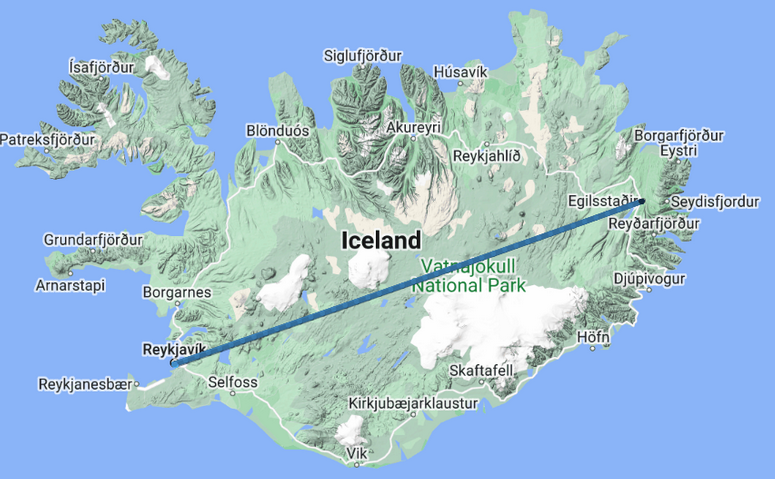 Siglufjörður
Ísafjörður
Húsavík
Blönduós
Akureyri
Patreksfjörður
Borgarfjörður
Eystri
Reykjahlíð
Egilsstaðir
Seydisfjordur
Reyðarfjörður
Grundarfjörður
Iceland
Vatnajökull
National Park
Arnarstapi
Djúpivogur
Borgarnes
Höfn
Reykjavík
Skaftafell
Reykjanesbær
Selfoss
Kirkjubæjarklaustur
Vik